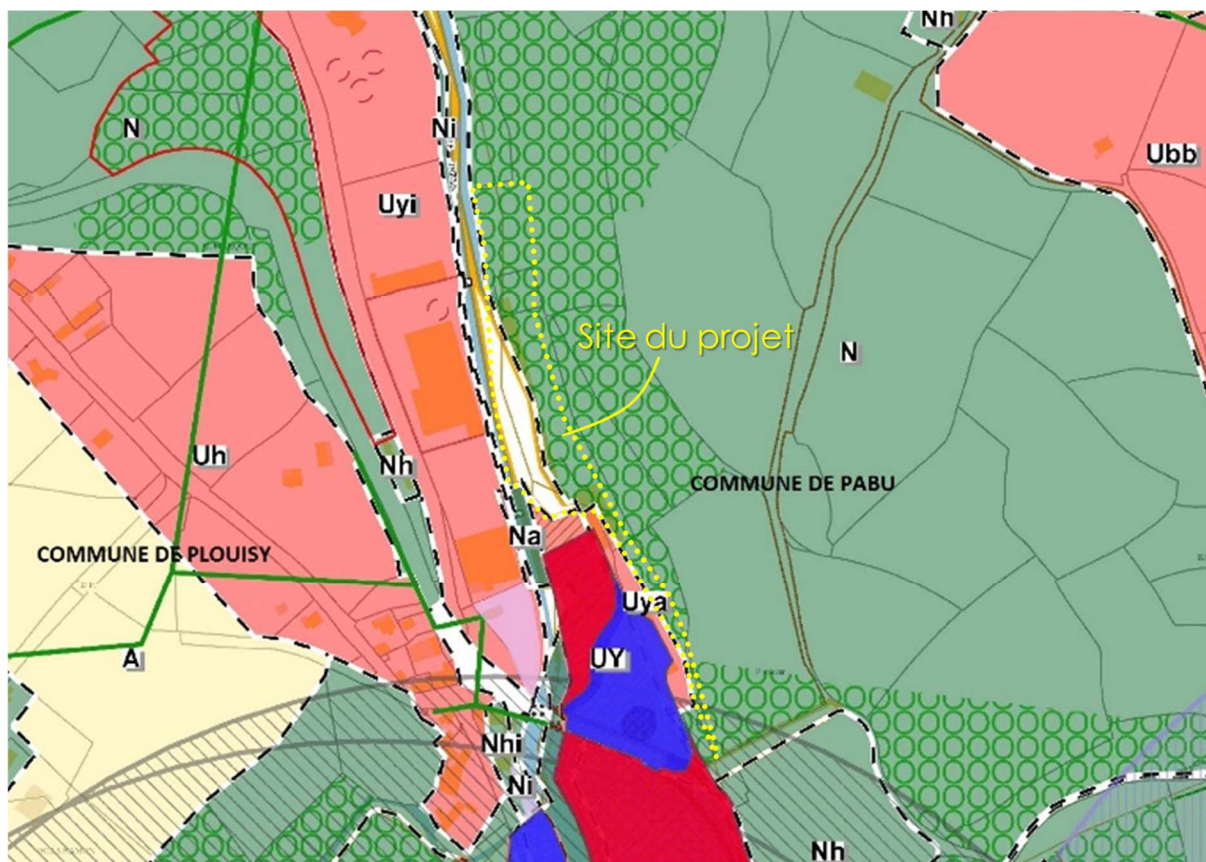 Nh
N
Ni
Ubb
Uyi
Site du projet
N
Uh
Nh
COMMUNE DE PABU
Na
COMMUNE DE PLOUISY
Uya
A
UY
Nhi
Ni
Nh